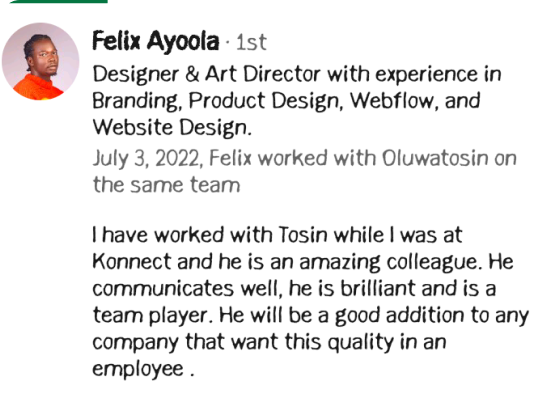 Felix Ayoola · 1st
Designer & Art Director with experience in
Branding, Product Design, Webflow, and
Website Design.
July 3, 2022, Felix worked with Oluwatosin on
the same team
I have worked with Tosin while I was at
Konnect and he is an amazing colleague. He
communicates well, he is brilliant and is a
team player. He will be a good addition to any
company that want this quality in an
employee .